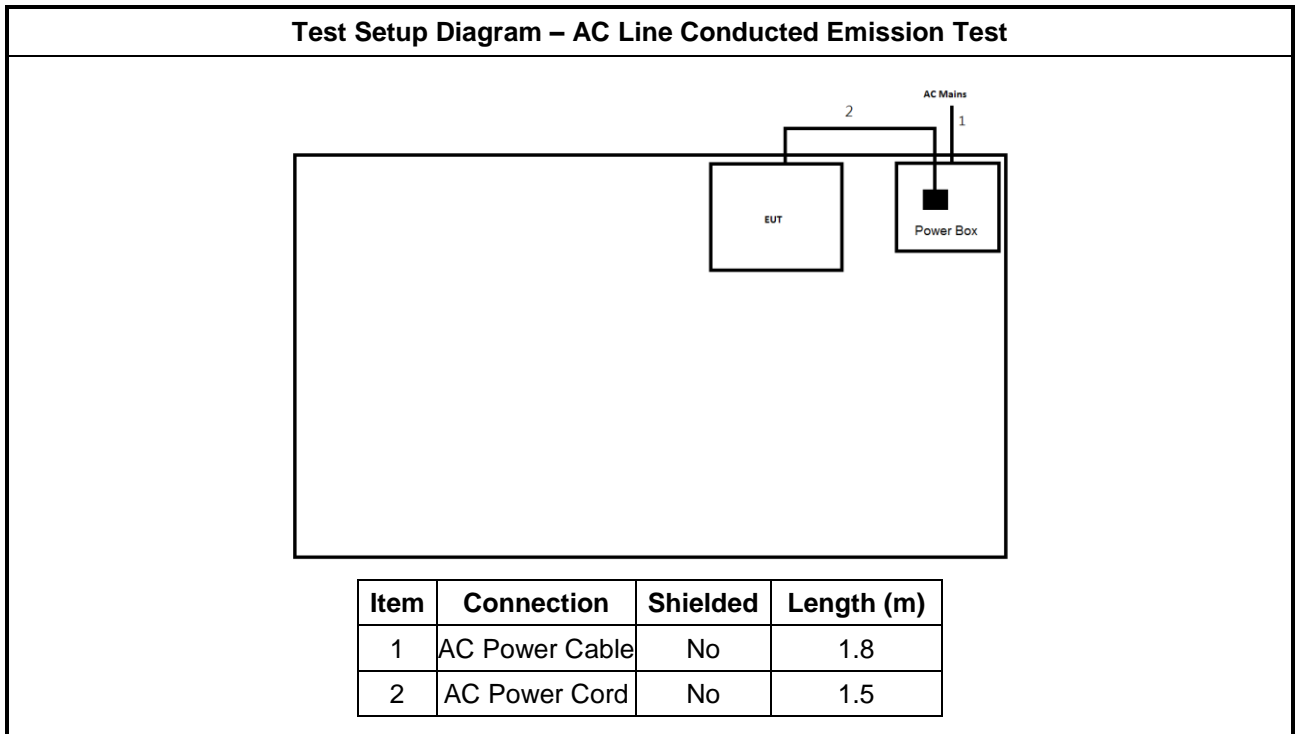 Test Setup Diagram – AC Line Conducted Emission Test
AC Mains
2
1
EUT
Power Box
Item Connection Shielded Length (m)
1 AC Power Cable No 1.8
2 AC Power Cord No 1.5